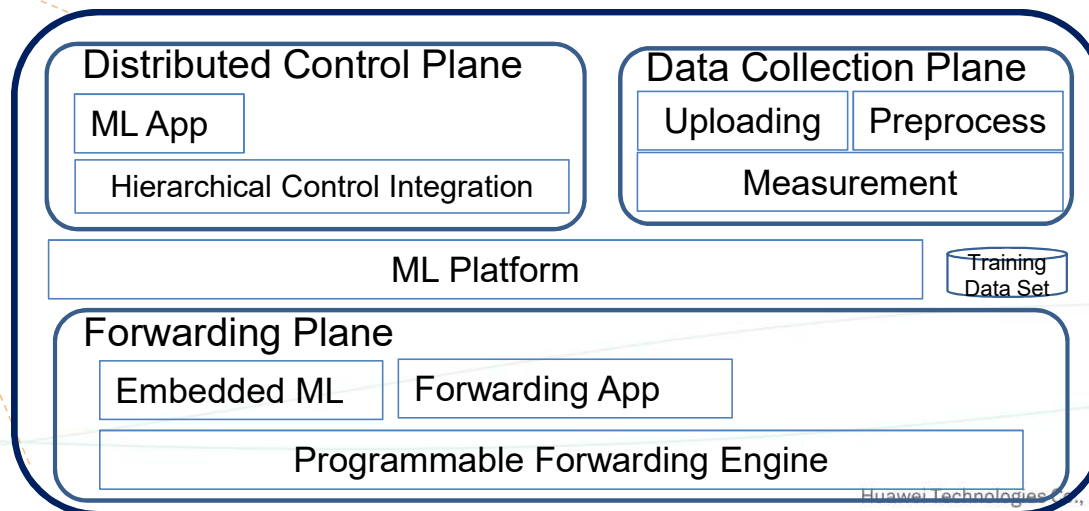 Distributed Control Plane
ML App
Hierarchical Control Integration
Data Collection Plane
Uploading
Preprocess
Measurement
ML Platform
Training
Data Set
Forwarding Plane
Embedded ML
Forwarding App
Programmable Forwarding Engine
Huawei Technologies Co.,